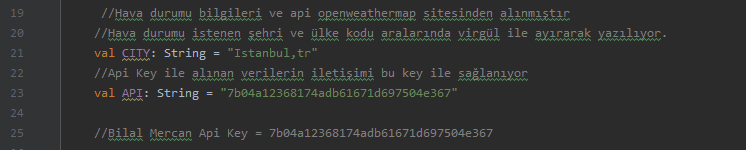 19 //Hava durumu bilgileri ve api openweathermap sitesinden alınmıştır
20 //Hava durumu istenen şehri ve ülke kodu aralarında virgül ile ayırarak yazılıyor.
21 val CITY: String = "Istanbul,tr"
22 //Api Key ile alınan verilerin iletişimi bu key ile sağlanıyor
23 val API: String = "7b04a12368174adb61671d697504e367"
24
25 //Bilal Mercan Api Key = 7b04a12368174adb61671d697504e367